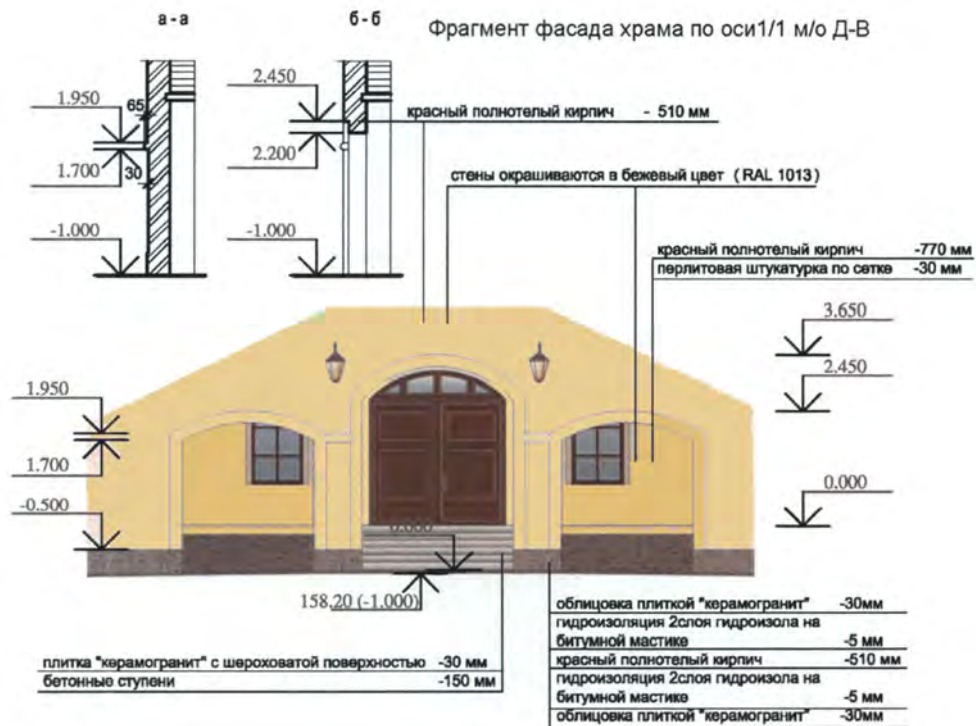 а - а
б - б
Фрагмент фасада храма по оси1/1 м/о Д-В
1.950
65
1.700
30
-1.000
2.450
2.200
-1.000
красный полнотелый кирпич - 510 мм
стены окрашиваются в бежевый цвет (RAL 1013)
красный полнотелый кирпич -770 мм
перлитовая штукатурка по сетке -30 мм
3.650
2.450
0.000
1.950
1.700
-0.500
0.000
158.20 (-1.000)
плитка "керамогранит" с шероховатой поверхностью -30 мм
бетонные ступени -150 мм
облицовка плиткой "керамогранит" -30мм
гидроизоляция 2слоя гидроизола на
битумной мастике -5 мм
красный полнотелый кирпич -510 мм
гидроизоляция 2слоя гидроизола на
битумной мастике -5 мм
облицовка плиткой "керамогранит" -30мм